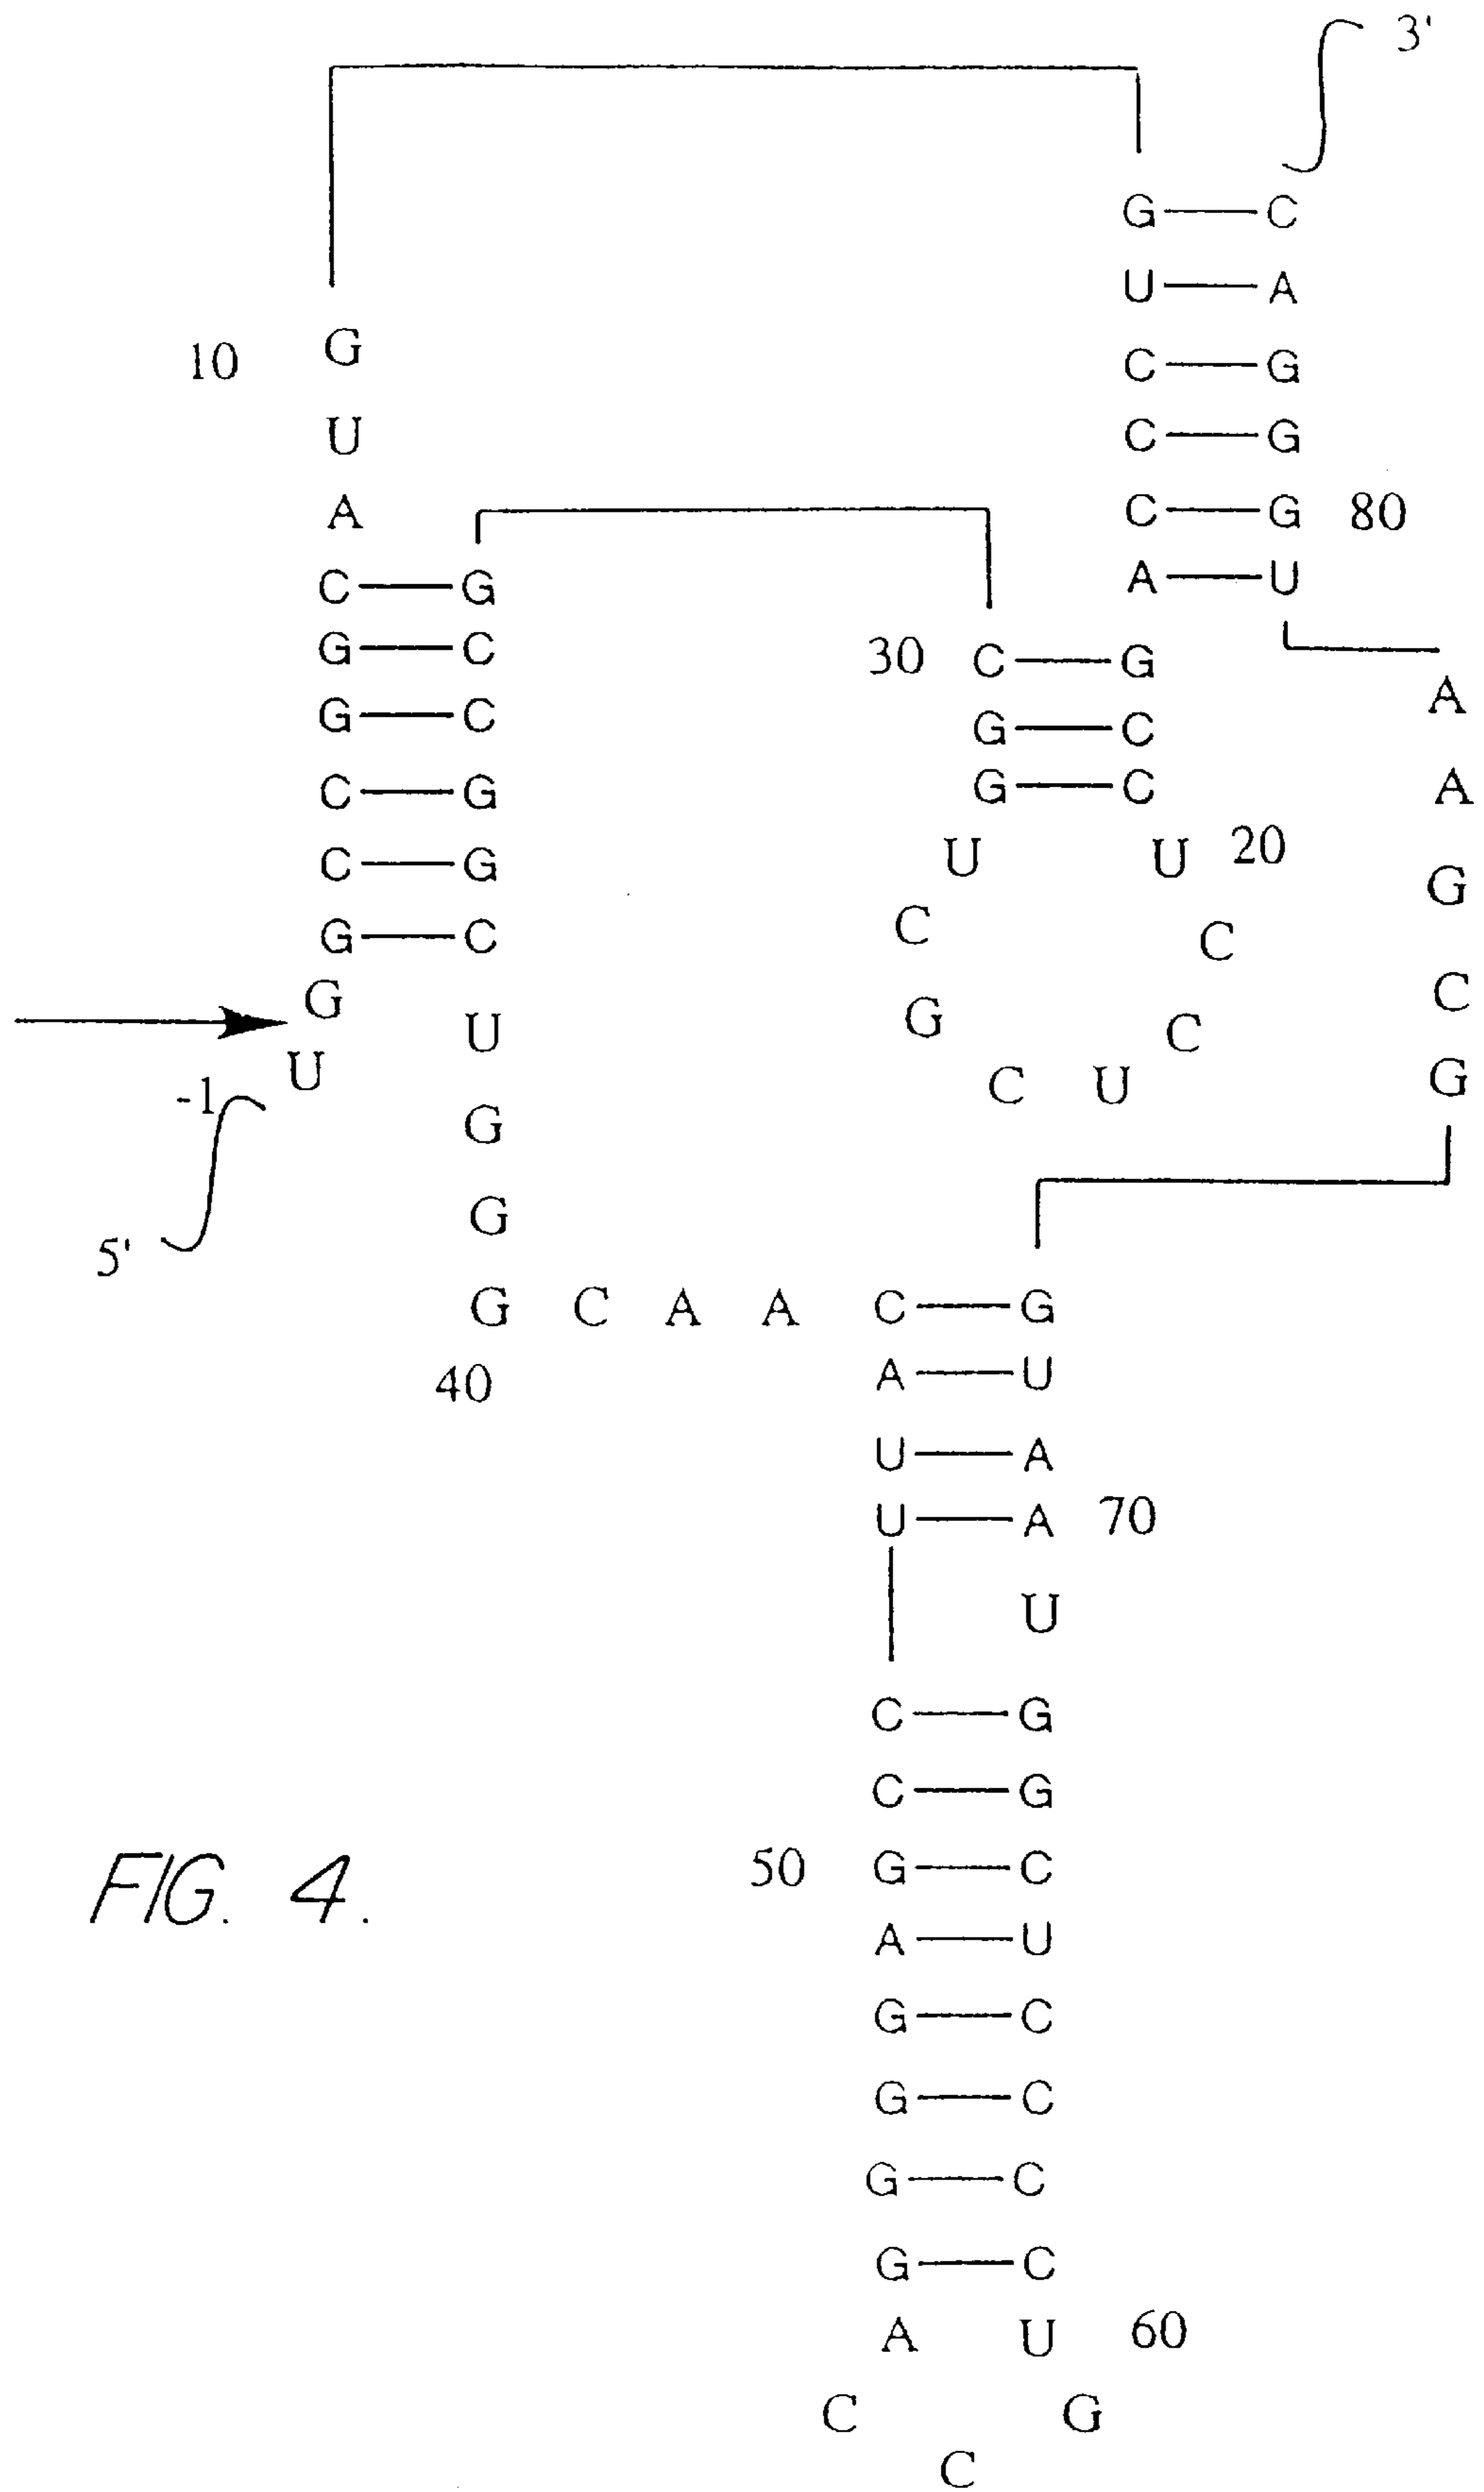 3'
G C
U A
10 G C G
U C G
A C G 80
C G A U
G C 30 C G A
G C G C
C G G C A
C G U U 20 G
G C C C
G G C C
U U C U G
-1 G
5' G
G C A A C G
40 A U
U A
U A 70
U
C G
C G
50 G C
FIG. 4.
A U
G C
G C
G C
G C
A U 60
C G
C